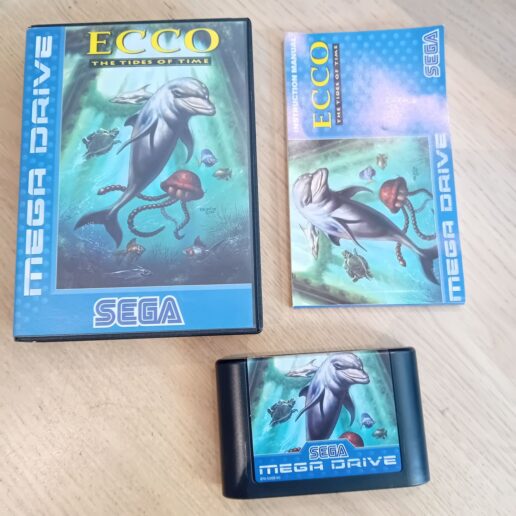 MEGA DRIVE
ECCO
THE TIDES OF TIME
SEGA
INSTRUCTION MANUAL
ECCO
THE TIDES OF TIME
SEGA
MEGA DRIVE
SEGA
MEGA DRIVE